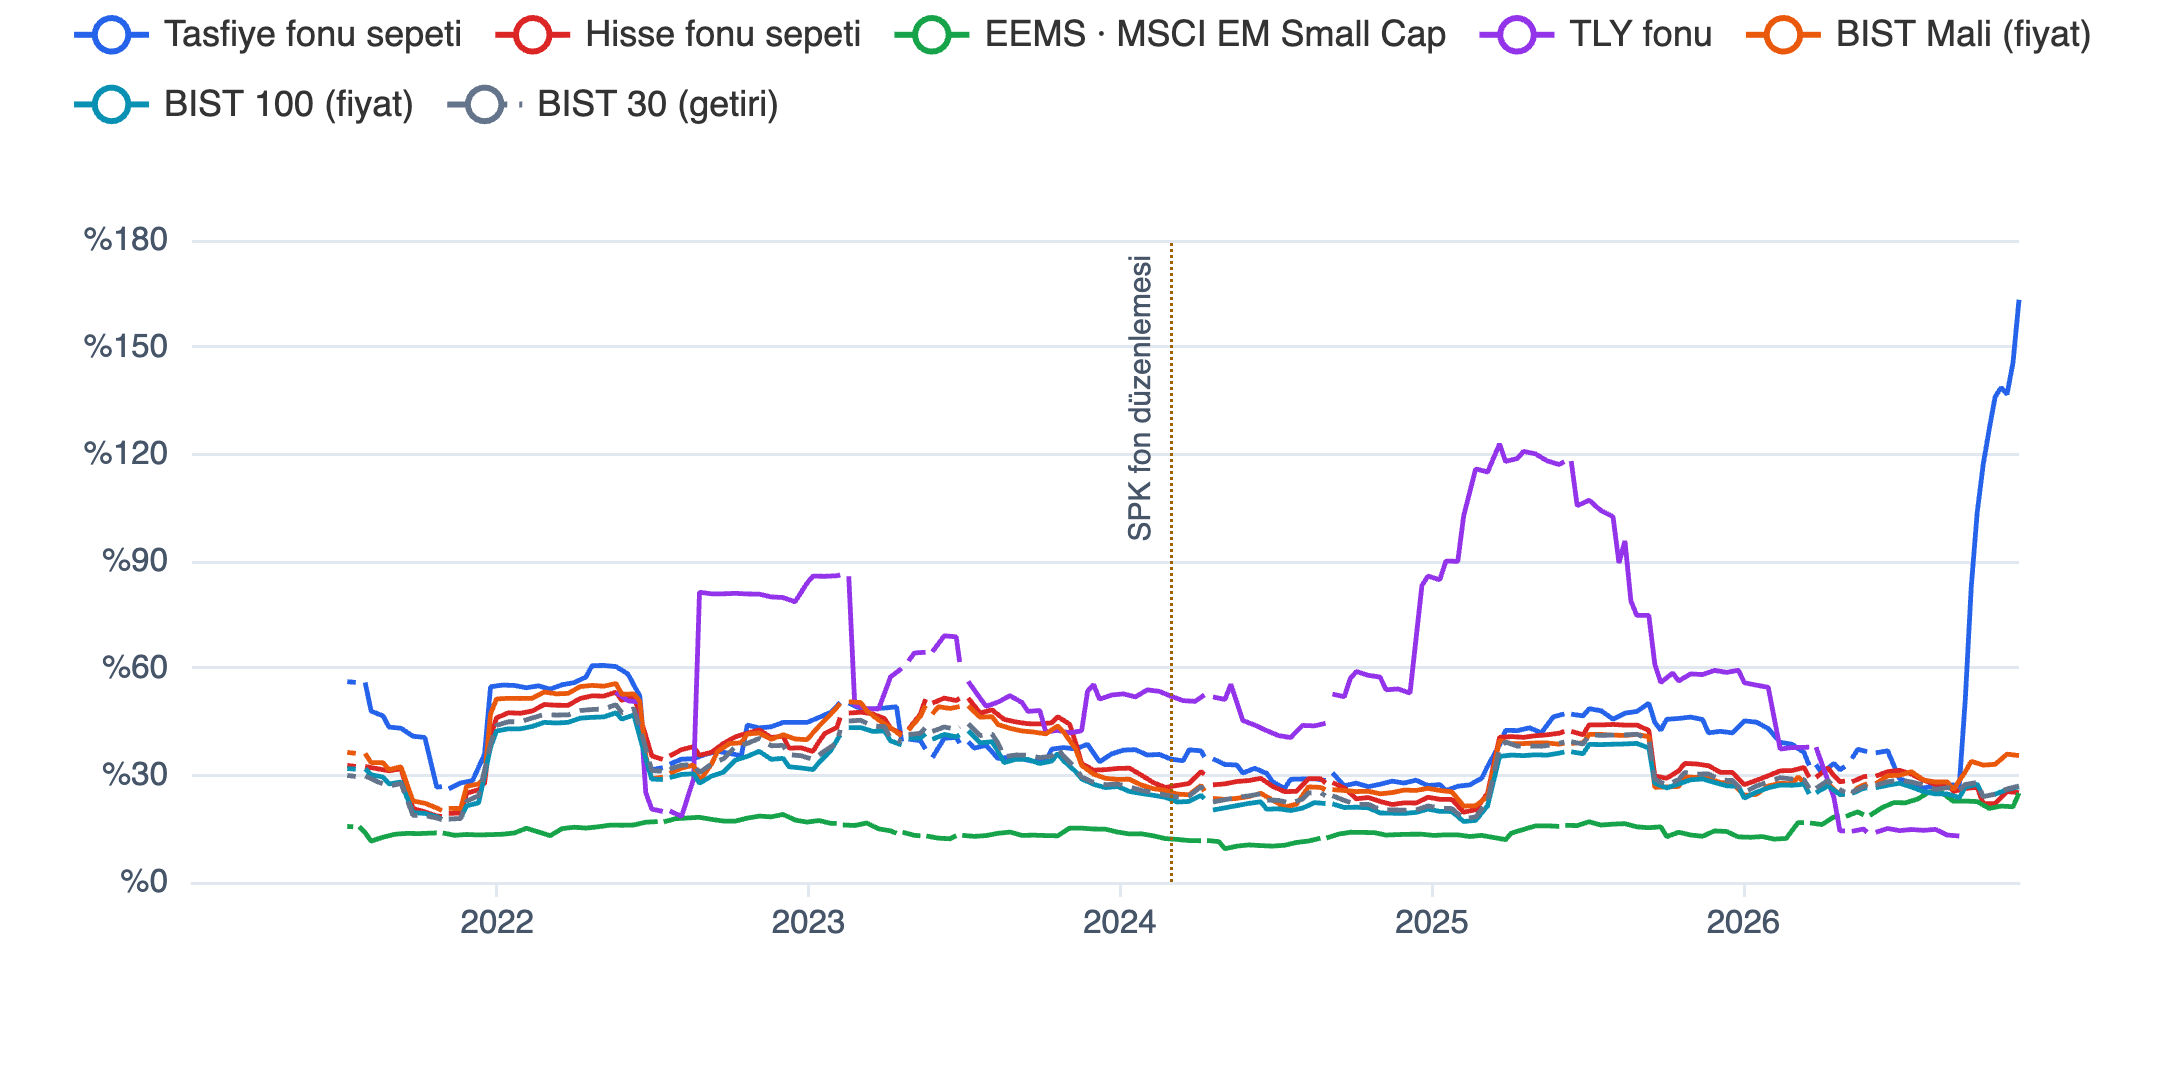 Tasfiye fonu sepeti Hisse fonu sepeti EEMS · MSCI EM Small Cap TLY fonu BIST Mali (fiyat)
BIST 100 (fiyat) BIST 30 (getiri)
%180
%150
%120
%90
%60
%30
%0
SPK fon düzenlemesi
2022 2023 2024 2025 2026